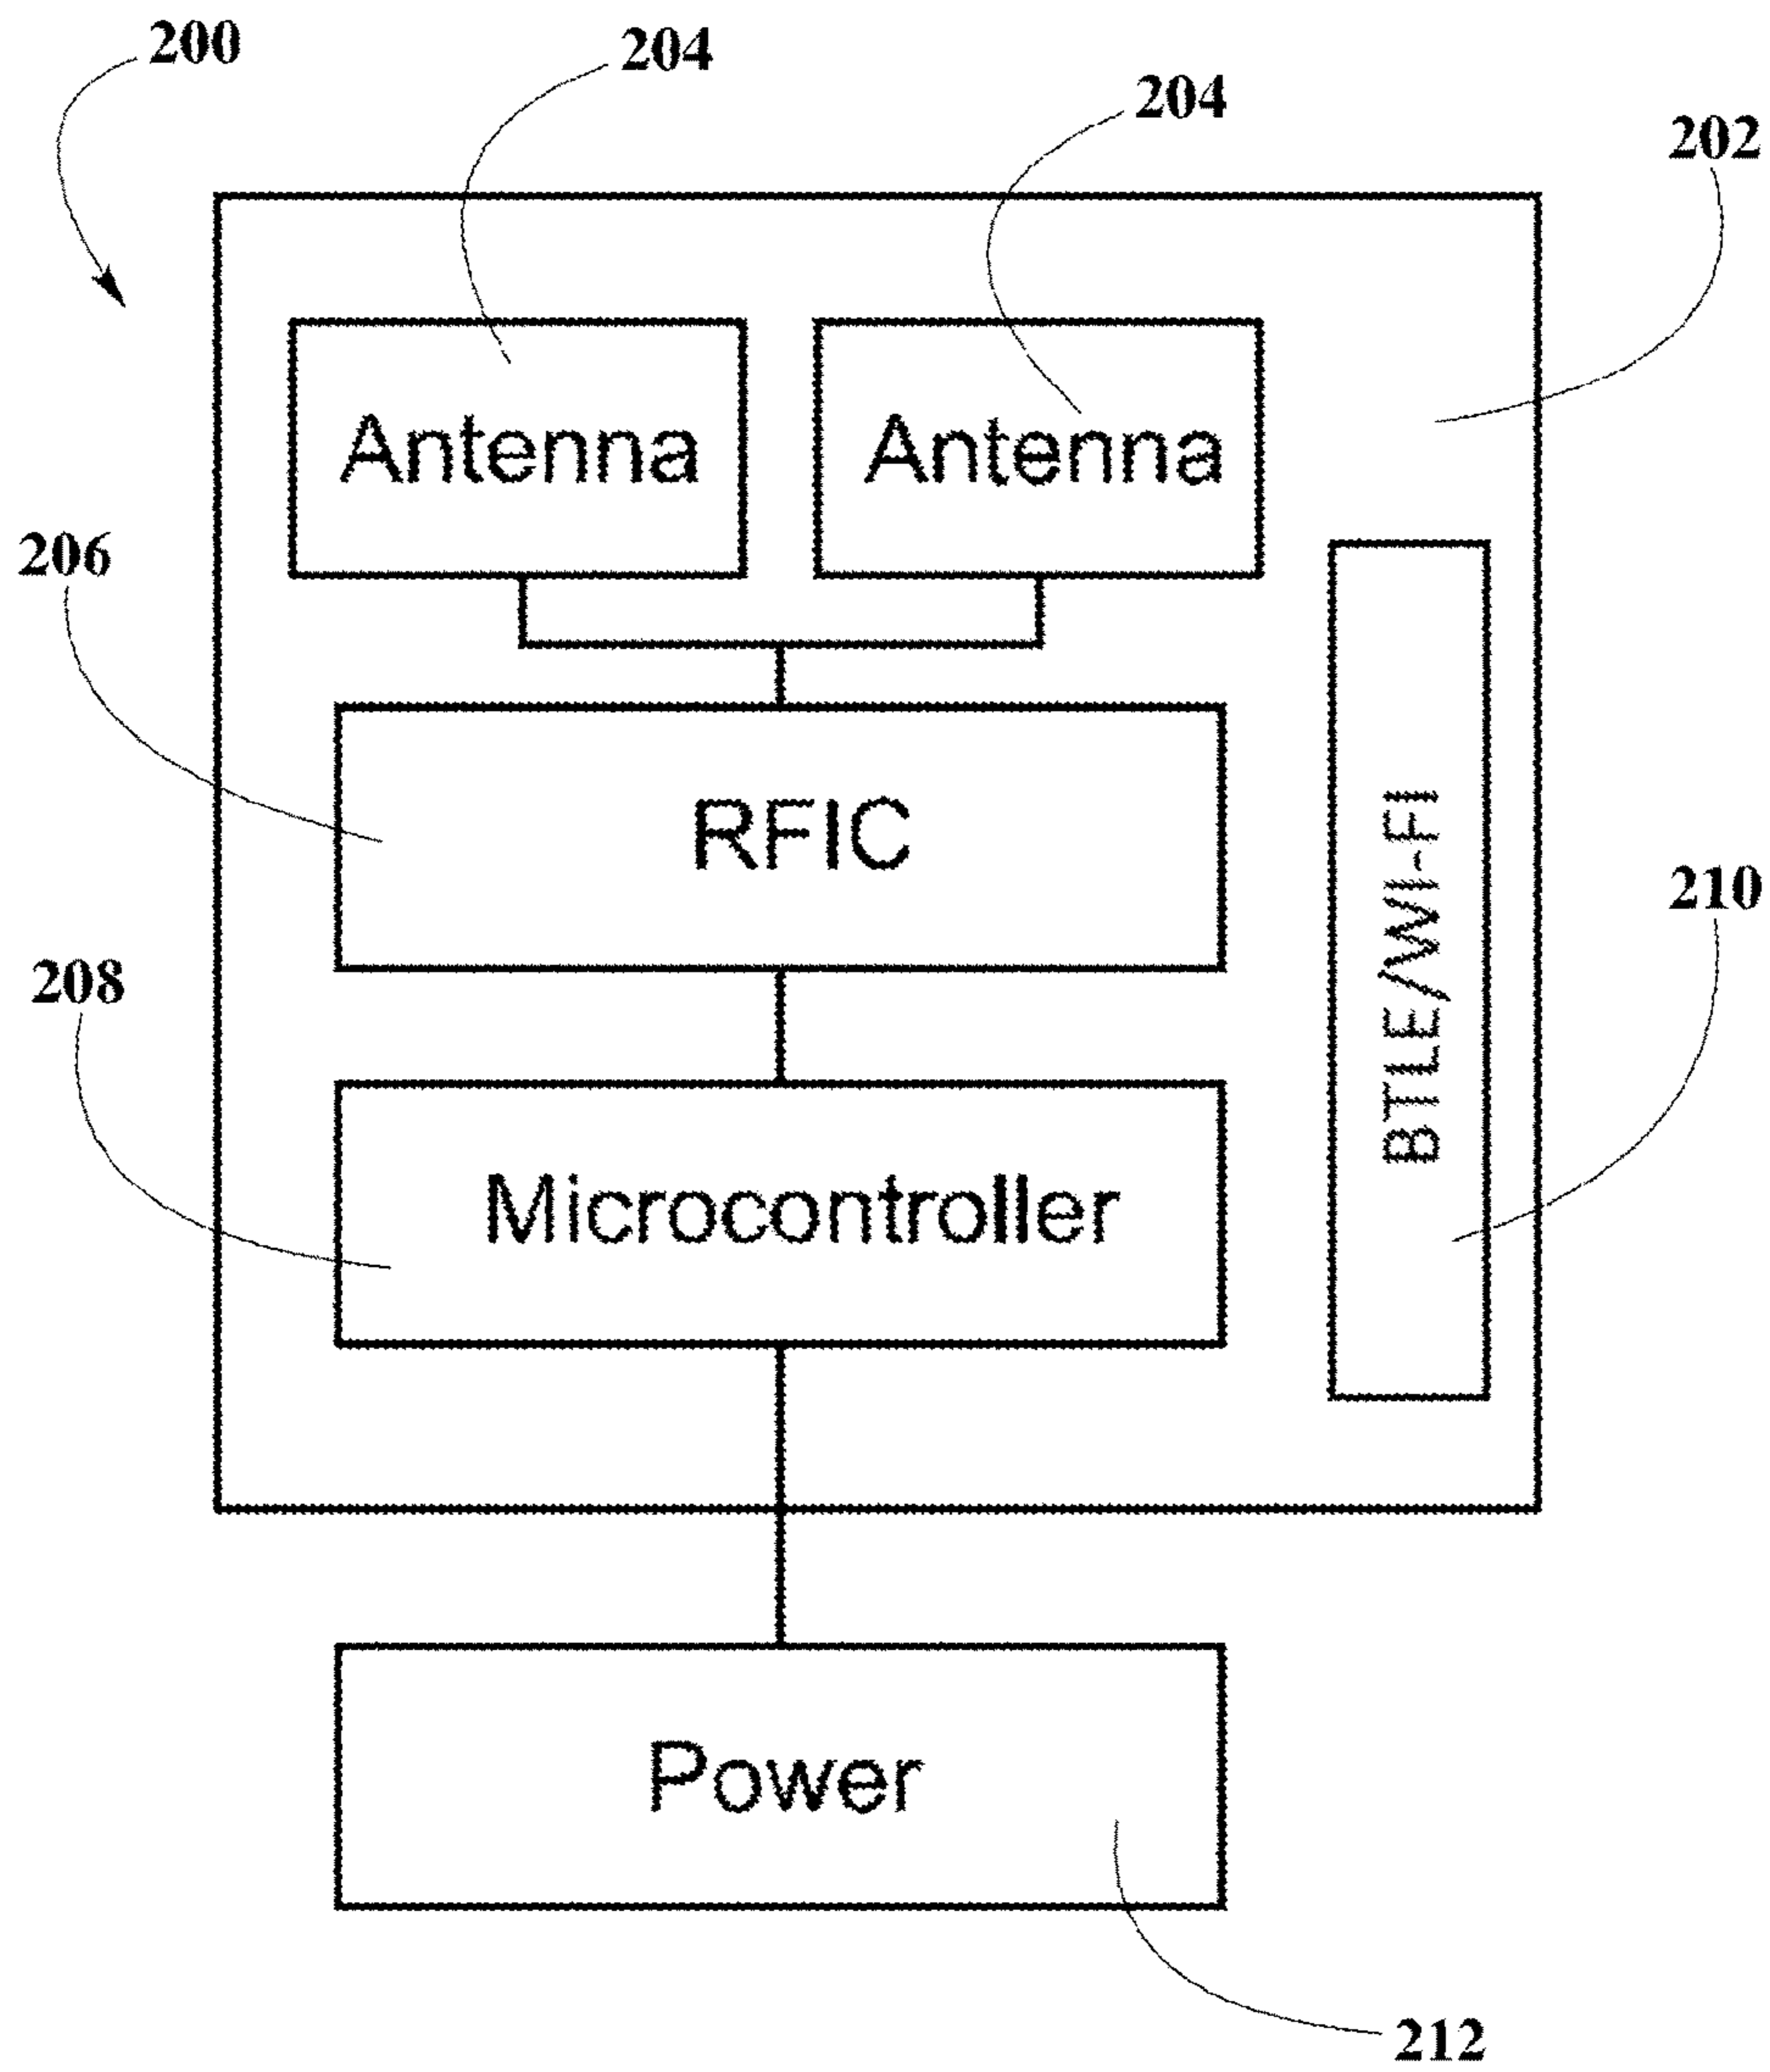 200
204
204
202
Antenna
Antenna
206
RFIC
BTLE/WI-FI
210
208
Microcontroller
Power
212